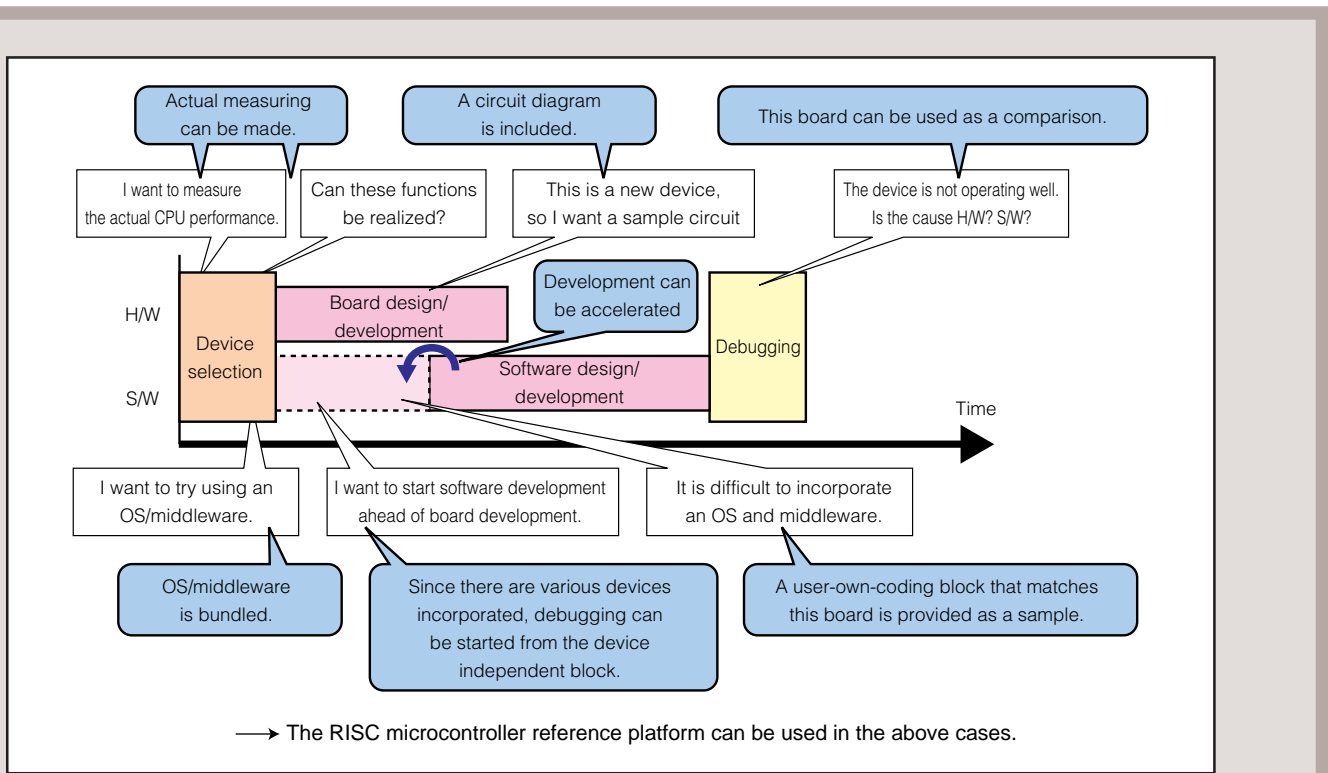 Actual measuring
can be made.
A circuit diagram
is included.
This board can be used as a comparison.
I want to measure
the actual CPU performance.
Can these functions
be realized?
This is a new device,
so I want a sample circuit
The device is not operating well.
Is the cause H/W? S/W?
H/W
S/W
Device
selection
Board design/
development
Development can
be accelerated
Software design/
development
Debugging
Time
I want to try using an
OS/middleware.
I want to start software development
ahead of board development.
It is difficult to incorporate
an OS and middleware.
OS/middleware
is bundled.
Since there are various devices
incorporated, debugging can
be started from the device
independent block.
A user-own-coding block that matches
this board is provided as a sample.
→ The RISC microcontroller reference platform can be used in the above cases.